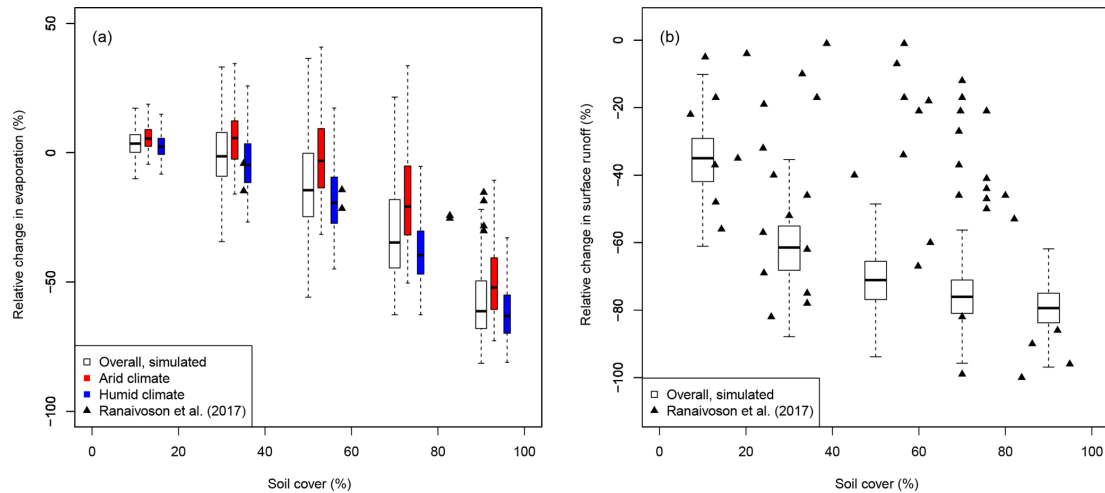 (a)
Relative change in evaporation (%)
50
0
−50
−100
Overall, simulated
Arid climate
Humid climate
Ranaivoson et al. (2017)
0 20 40 60 80 100
Soil cover (%)
(b)
Relative change in surface runoff (%)
0
−20
−40
−60
−80
−100
Overall, simulated
Ranaivoson et al. (2017)
0 20 40 60 80 100
Soil cover (%)